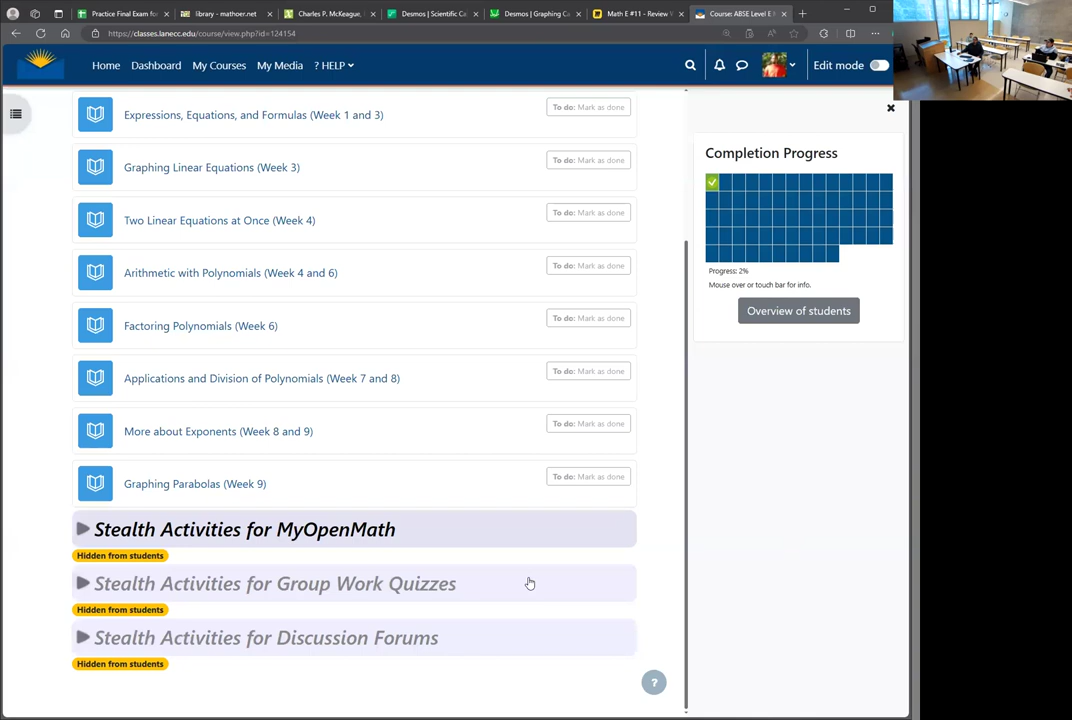 Practice Final Exam for
library - mathoer.net
Charles P. McKeague,
Desmos | Scientific Ca
Desmos | Graphing Ca
Math E #11 - Review W
Course: ABSE Level E M
https://classes.lanecc.edu/course/view.php?id=124154
Home
Dashboard
My Courses
My Media
? HELP
Edit mode
Expressions, Equations, and Formulas (Week 1 and 3)
To do: Mark as done
Graphing Linear Equations (Week 3)
To do: Mark as done
Two Linear Equations at Once (Week 4)
To do: Mark as done
Arithmetic with Polynomials (Week 4 and 6)
To do: Mark as done
Factoring Polynomials (Week 6)
To do: Mark as done
Applications and Division of Polynomials (Week 7 and 8)
To do: Mark as done
More about Exponents (Week 8 and 9)
To do: Mark as done
Graphing Parabolas (Week 9)
To do: Mark as done
Stealth Activities for MyOpenMath
Hidden from students
Stealth Activities for Group Work Quizzes
Hidden from students
Stealth Activities for Discussion Forums
Hidden from students
?
Completion Progress
Progress: 2%
Mouse over or touch bar for info.
Overview of students